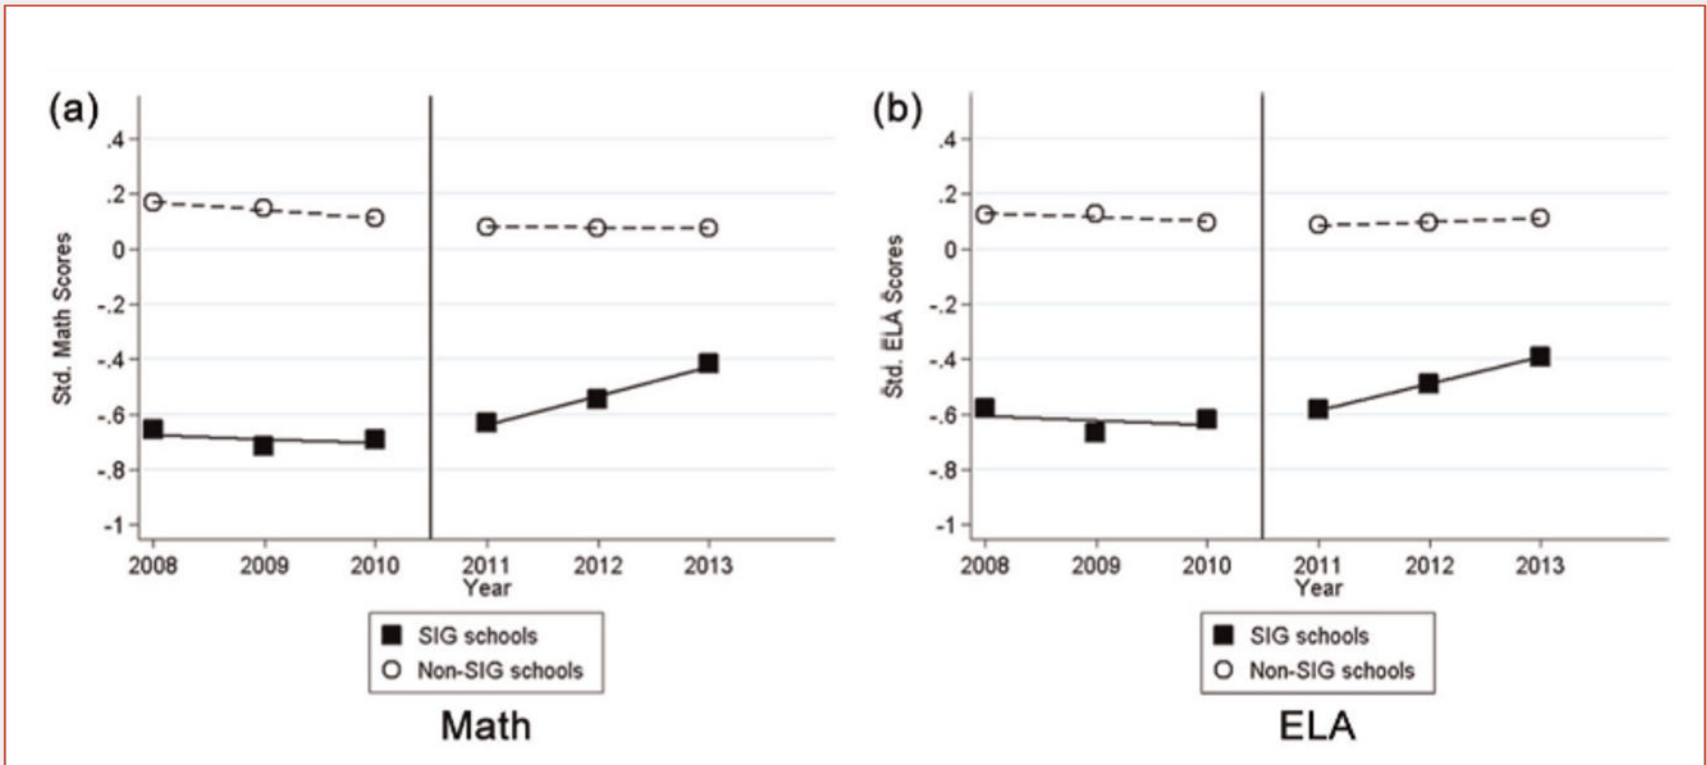 (a)
.4
.2
0
-.2
-.4
-.6
-.8
-1
Std. Math Scores
2008 2009 2010 2011 2012 2013
Year
SIG schools
Non-SIG schools
Math
(b)
.4
.2
0
-.2
-.4
-.6
-.8
-1
Std. ELA Scores
2008 2009 2010 2011 2012 2013
Year
SIG schools
Non-SIG schools
ELA